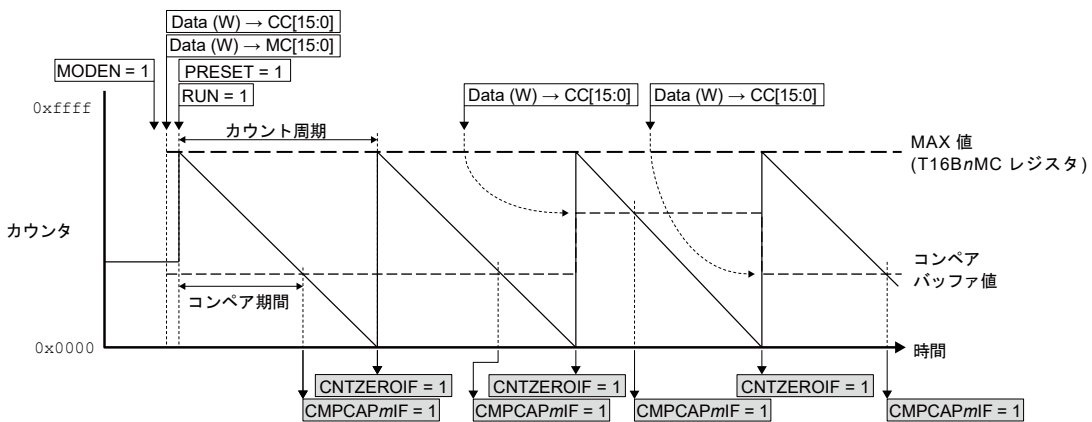 Data (W) → CC[15:0]
Data (W) → MC[15:0]
MODEN = 1
PRESET = 1
RUN = 1
Data (W) → CC[15:0]
Data (W) → CC[15:0]
0xffff
カウント周期
MAX 値
(T16BnMC レジスタ)
カウンタ
コンペア
バッファ値
コンペア期間
0x0000
時間
CNTZEROIF = 1
CNTZEROIF = 1
CNTZEROIF = 1
CMPCAPmIF = 1
CMPCAPmIF = 1
CMPCAPmIF = 1
CMPCAPmIF = 1